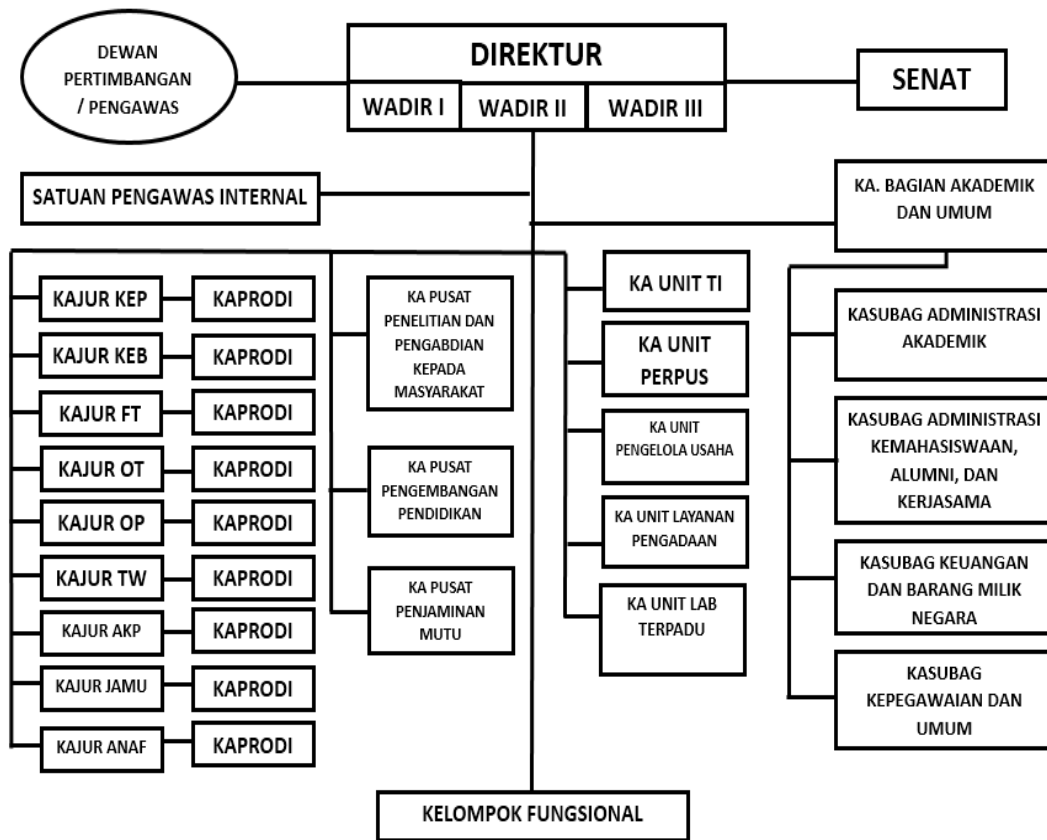 DEWAN
PERTIMBANGAN
/ PENGAWAS
DIREKTUR
WADIR I
WADIR II
WADIR III
SENAT
SATUAN PENGAWAS INTERNAL
KA. BAGIAN AKADEMIK
DAN UMUM
KAJUR KEP
KAPRODI
KAJUR KEB
KAPRODI
KAJUR FT
KAPRODI
KAJUR OT
KAPRODI
KAJUR OP
KAPRODI
KAJUR TW
KAPRODI
KAJUR AKP
KAPRODI
KAJUR JAMU
KAPRODI
KAJUR ANAF
KAPRODI
KA PUSAT
PENELITIAN DAN
PENGABDIAN
KEPADA
MASYARAKAT
KA PUSAT
PENGEMBANGAN
PENDIDIKAN
KA PUSAT
PENJAMINAN
MUTU
KA UNIT TI
KA UNIT
PERPUS
KA UNIT
PENGELOLA USAHA
KA UNIT LAYANAN
PENGADAAN
KA UNIT LAB
TERPADU
KASUBAG ADMINISTRASI
AKADEMIK
KASUBAG ADMINISTRASI
KEMAHASISWAAN,
ALUMNI, DAN
KERJASAMA
KASUBAG KEUANGAN
DAN BARANG MILIK
NEGARA
KASUBAG
KEPEGAWAIAN DAN
UMUM
KELOMPOK FUNGSIONAL